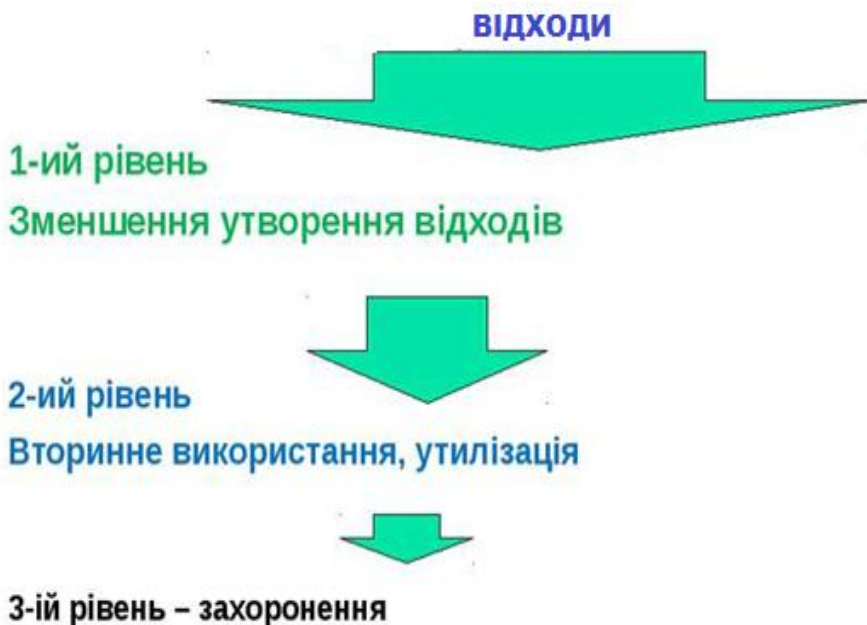 ВІДХОДИ
1-ий рівень
Зменшення утворення відходів
2-ий рівень
Вторинне використання, утилізація
3-ій рівень – захоронення